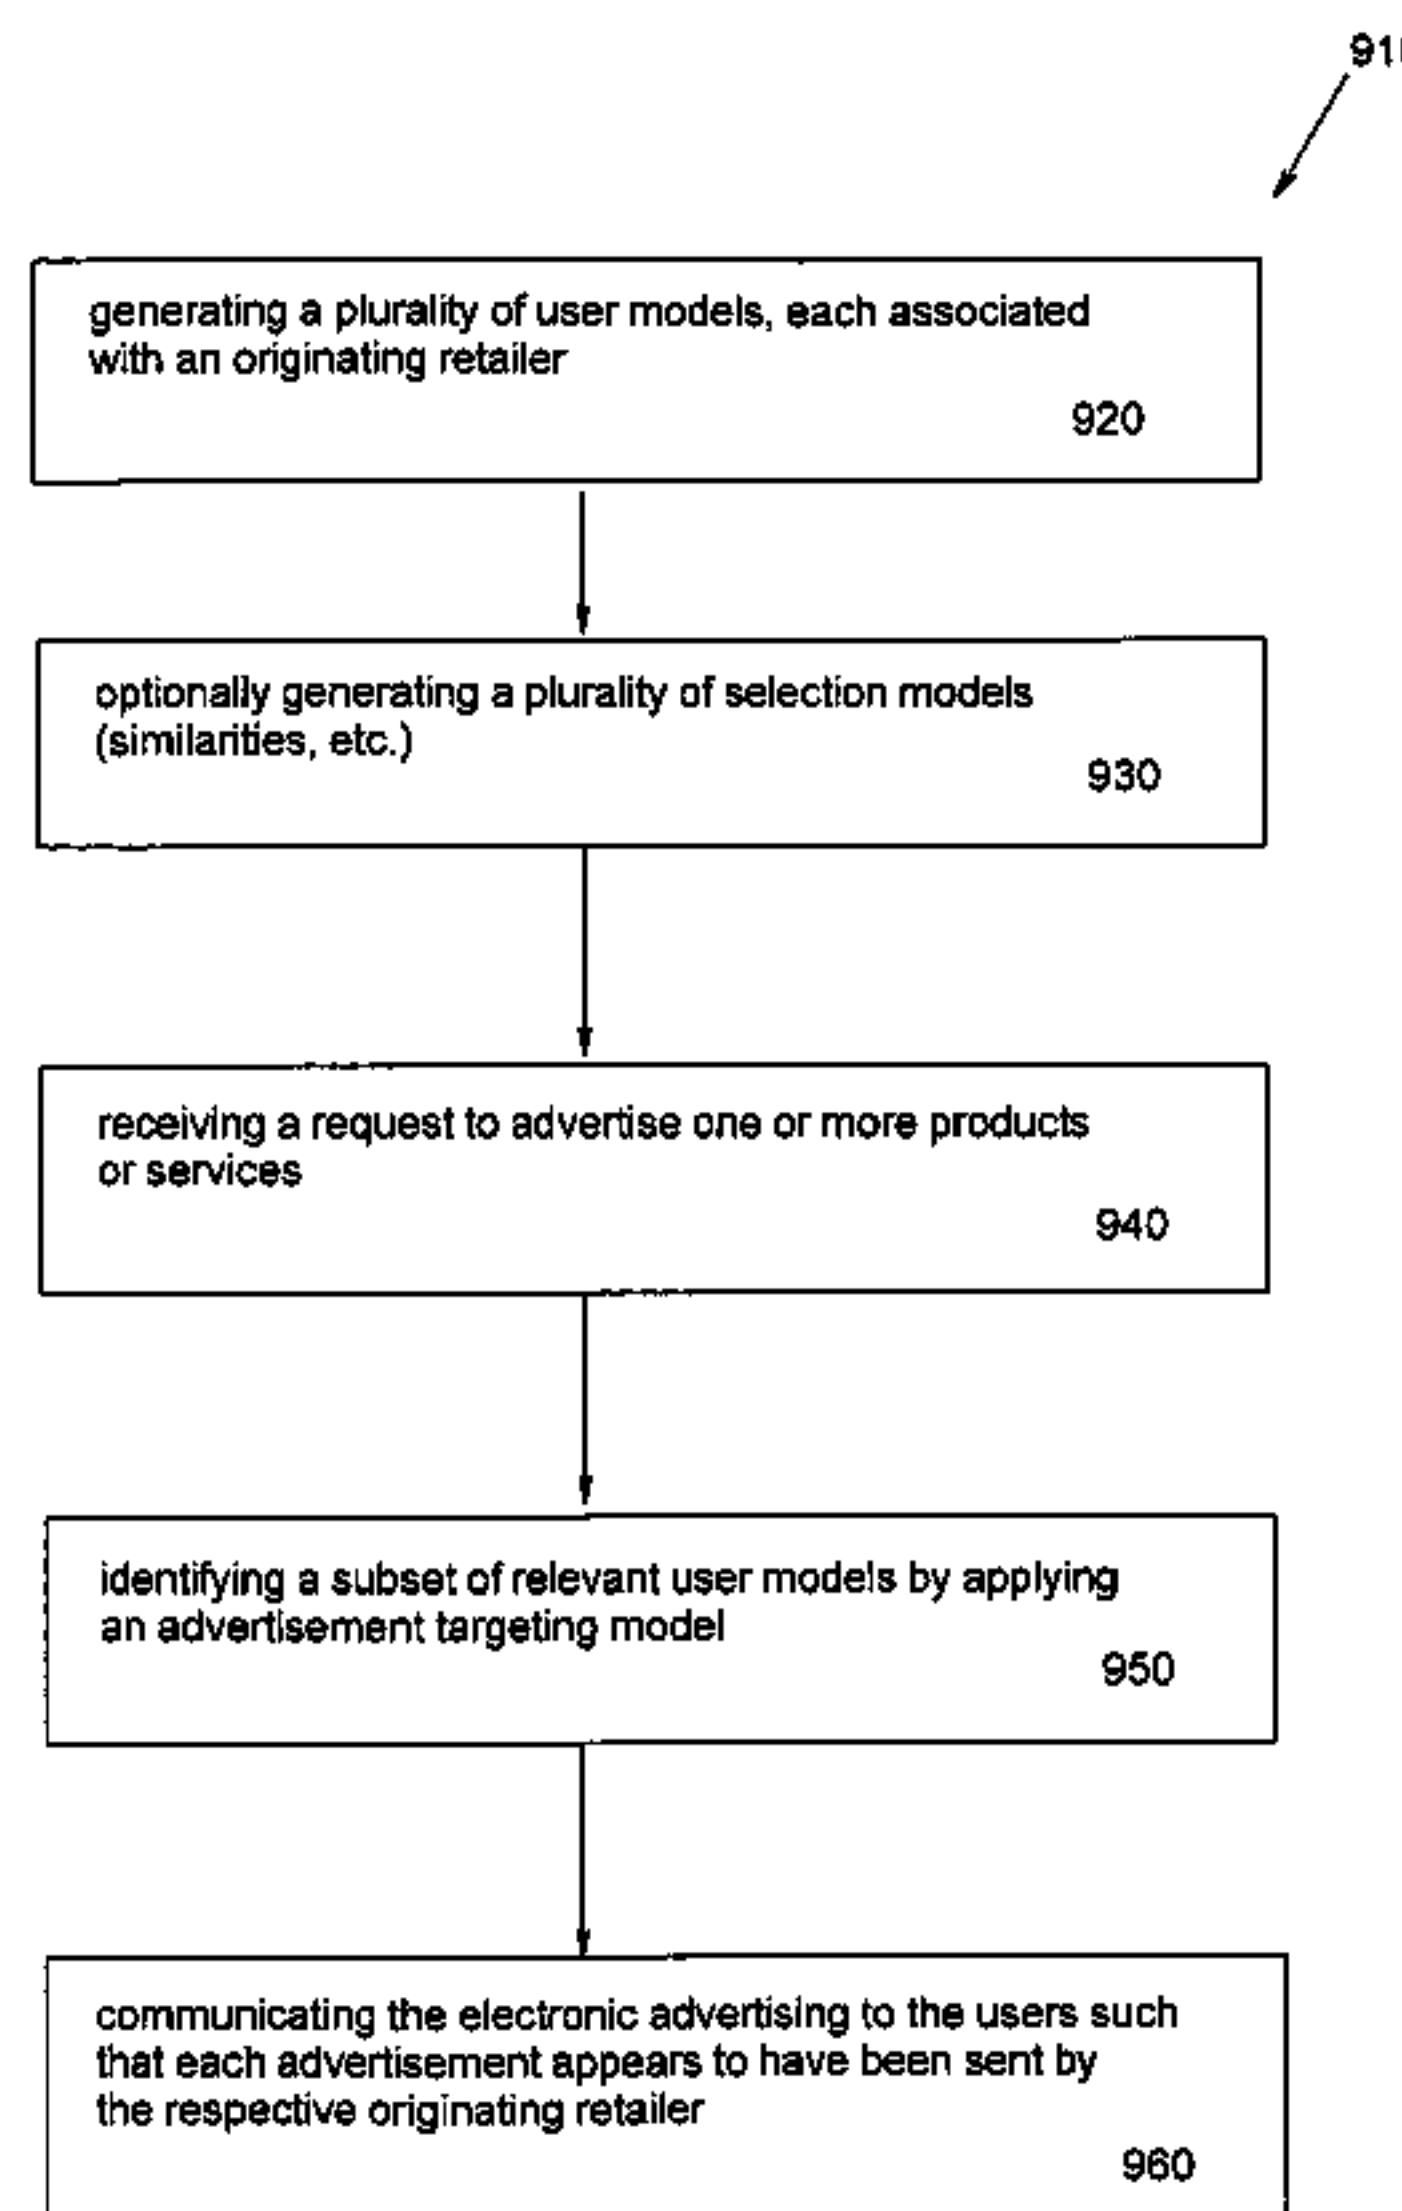 generating a plurality of user models, each associated
with an originating retailer
920
optionally generating a plurality of selection models
(similarities, etc.)
930
receiving a request to advertise one or more products
or services
940
identifying a subset of relevant user models by applying
an advertisement targeting model
950
communicating the electronic advertising to the users such
that each advertisement appears to have been sent by
the respective originating retailer
960